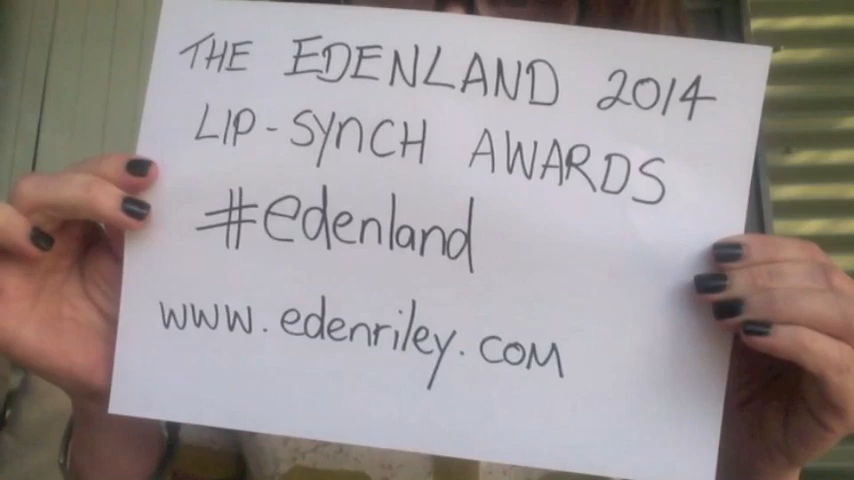 THE EDENLAND 2014
LIP-SYNCH AWARDS
#edenland
www.edenriley.com